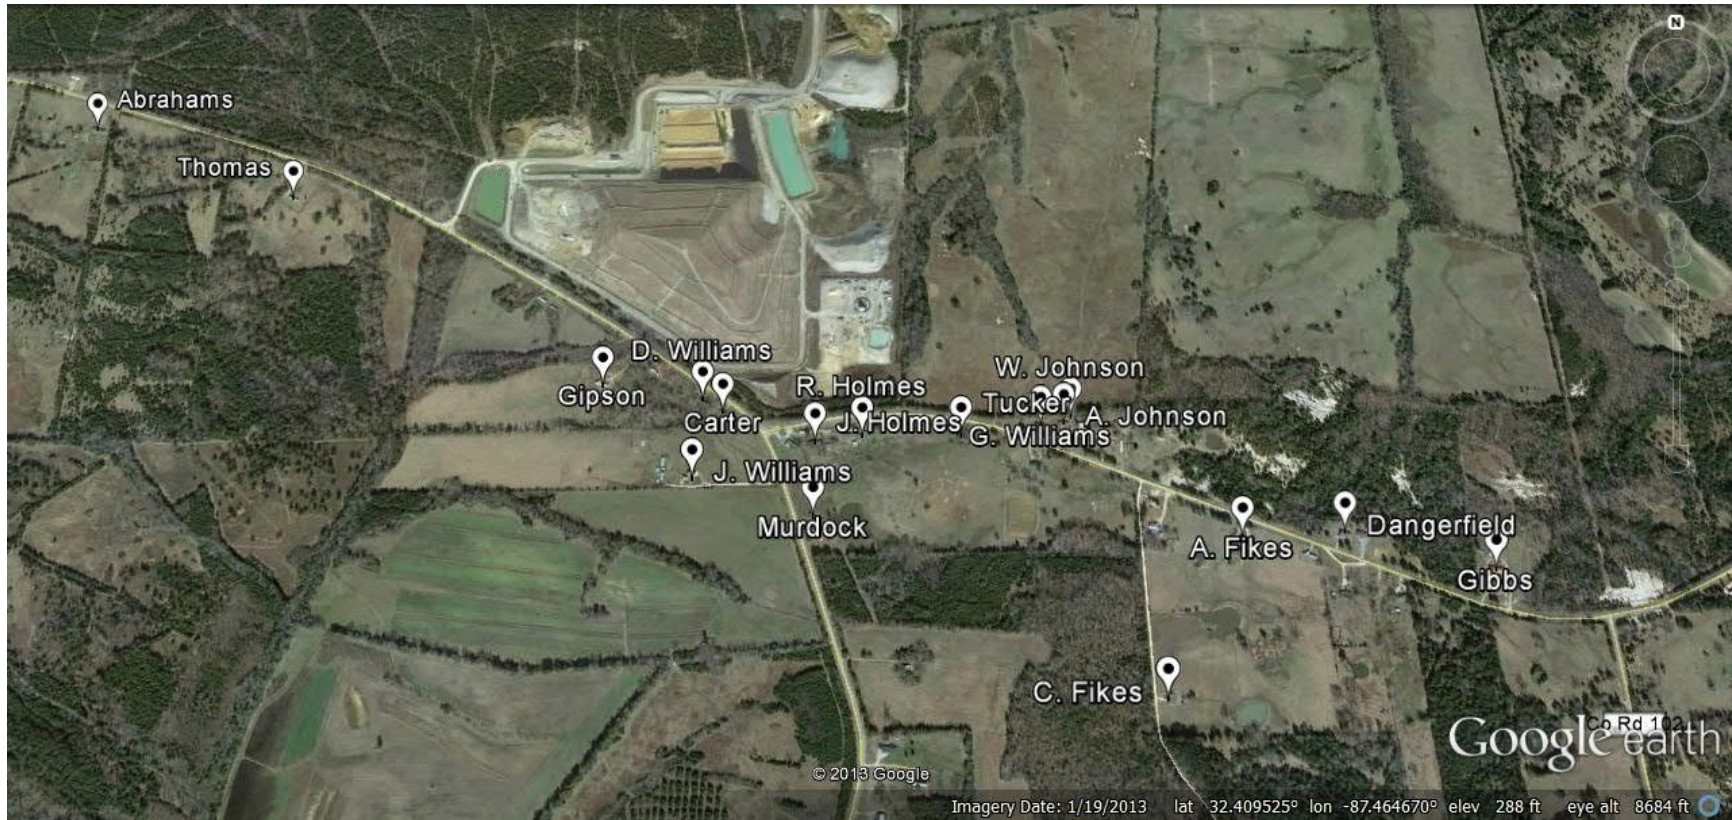 N
Abrahams
Thomas
D. Williams
Gipson
Carter
R. Holmes
J. Holmes
W. Johnson
Tucker
A. Johnson
G. Williams
J. Williams
Murdock
A. Fikes
Dangerfield
Gibbs
C. Fikes
Co Rd 102
Google earth
© 2013 Google
Imagery Date: 1/19/2013 lat 32.409525° lon -87.464670° elev 288 ft eye alt 8684 ft